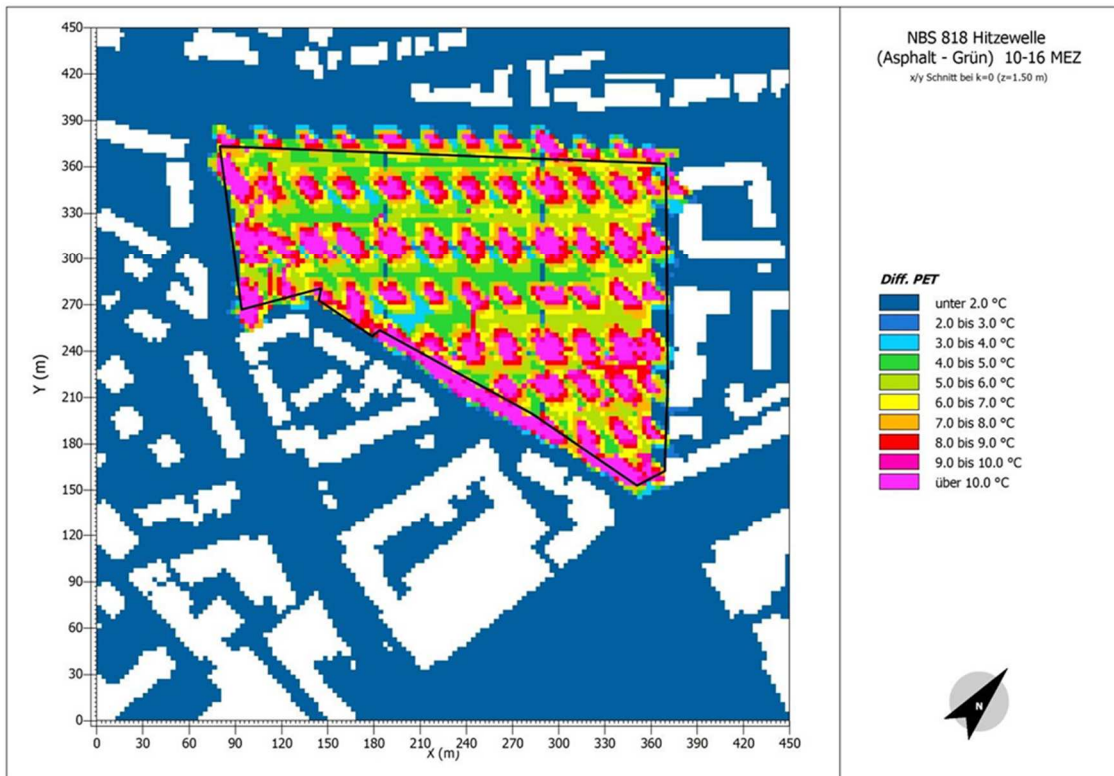 NBS 818 Hitzewelle
(Asphalt - Grün) 10-16 MEZ
x/y Schnitt bei k=0 (z=1.50 m)
450
420
390
360
330
300
270
240
210
180
150
120
90
60
30
0
Y (m)
0 30 60 90 120 150 180 210 240 270 300 330 360 390 420 450
X (m)
Diff. PET
unter 2.0 °C
2.0 bis 3.0 °C
3.0 bis 4.0 °C
4.0 bis 5.0 °C
5.0 bis 6.0 °C
6.0 bis 7.0 °C
7.0 bis 8.0 °C
8.0 bis 9.0 °C
9.0 bis 10.0 °C
über 10.0 °C
N